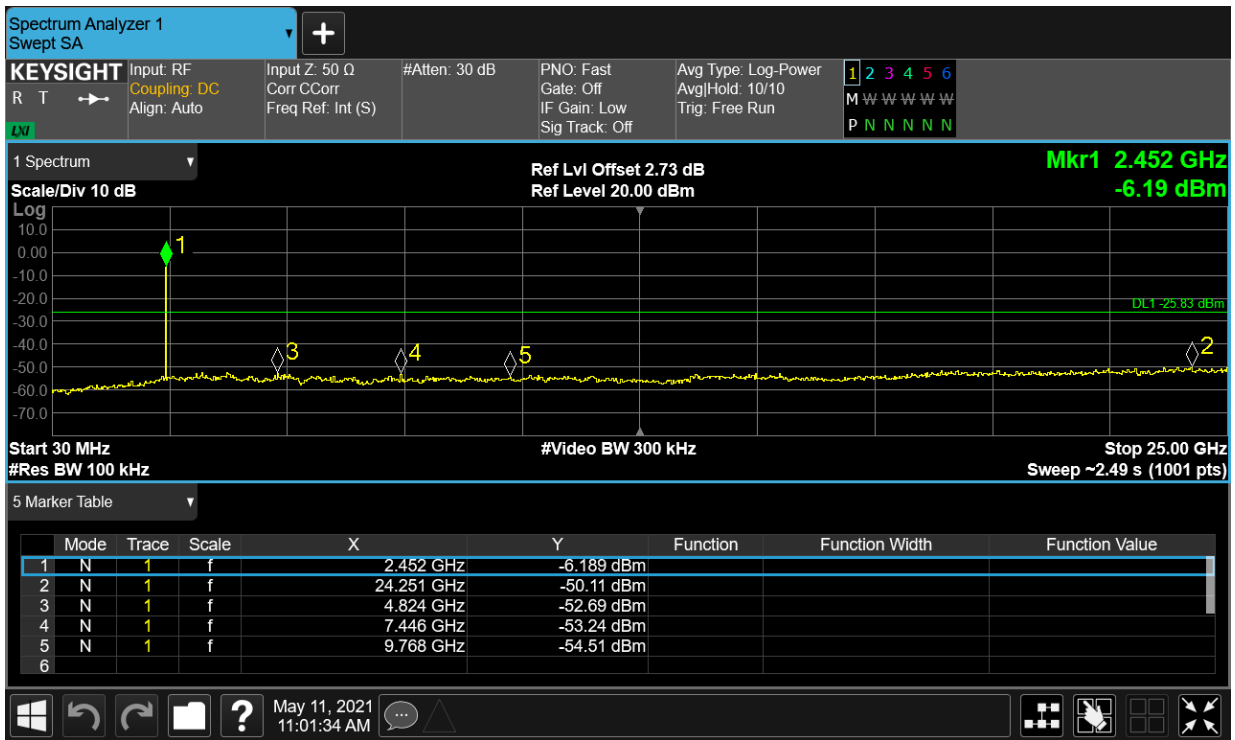 Spectrum Analyzer 1
Swept SA
+
KEYSIGHT
R T
LXI
Input: RF
Coupling: DC
Align: Auto
Input Z: 50 Ω
Corr CCorr
Freq Ref: Int (S)
#Atten: 30 dB
PNO: Fast
Gate: Off
IF Gain: Low
Sig Track: Off
Avg Type: Log-Power
Avg|Hold: 10/10
Trig: Free Run
1 2 3 4 5 6
M W W W W W
P N N N N N
1 Spectrum
Scale/Div 10 dB
Ref Lvl Offset 2.73 dB
Ref Level 20.00 dBm
Mkr1 2.452 GHz
-6.19 dBm
Log
10.0
0.00
-10.0
-20.0
-30.0
-40.0
-50.0
-60.0
-70.0
1
DL1 -25.83 dBm
3
4
5
2
Start 30 MHz
#Video BW 300 kHz
Stop 25.00 GHz
#Res BW 100 kHz
Sweep ~2.49 s (1001 pts)
5 Marker Table
Mode Trace Scale X Y Function Function Width Function Value
1 N 1 f 2.452 GHz -6.189 dBm
2 N 1 f 24.251 GHz -50.11 dBm
3 N 1 f 4.824 GHz -52.69 dBm
4 N 1 f 7.446 GHz -53.24 dBm
5 N 1 f 9.768 GHz -54.51 dBm
6
?
May 11, 2021
11:01:34 AM